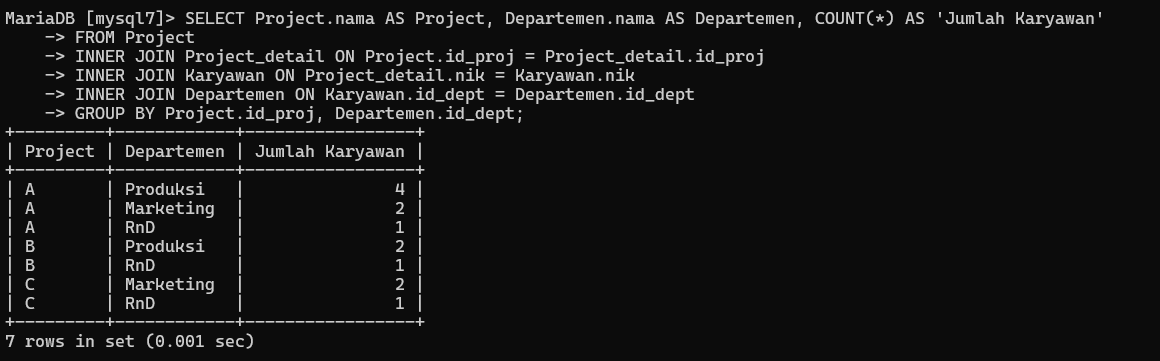 MariaDB [mysql7]> SELECT Project.nama AS Project, Departemen.nama AS Departemen, COUNT(*) AS 'Jumlah Karyawan'
    -> FROM Project
    -> INNER JOIN Project_detail ON Project.id_proj = Project_detail.id_proj
    -> INNER JOIN Karyawan ON Project_detail.nik = Karyawan.nik
    -> INNER JOIN Departemen ON Karyawan.id_dept = Departemen.id_dept
    -> GROUP BY Project.id_proj, Departemen.id_dept;
+---------+------------+-----------------+
| Project | Departemen | Jumlah Karyawan |
+---------+------------+-----------------+
| A       | Produksi   |               4 |
| A       | Marketing  |               2 |
| A       | RnD        |               1 |
| B       | Produksi   |               2 |
| B       | RnD        |               1 |
| C       | Marketing  |               2 |
| C       | RnD        |               1 |
+---------+------------+-----------------+
7 rows in set (0.001 sec)